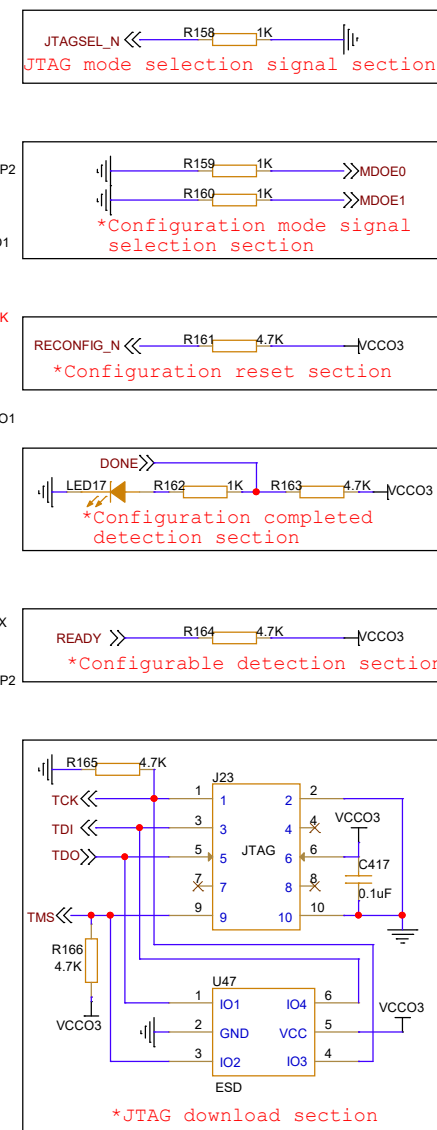 JTAGSEL_N
R158
1K
JTAG mode selection signal section
P2
R159
1K
MDOE0
R160
1K
MDOE1
*Configuration mode signal
selection section
K
RECONFIG_N
R161
4.7K
VCCO3
*Configuration reset section
O1
DONE
LED17
R162
1K
R163
4.7K
VCCO3
*Configuration completed
detection section
X
READY
R164
4.7K
VCCO3
*Configurable detection section
P2
R165
4.7K
J23
TCK
1
1
2
2
VCCO3
TDI
3
3
4
4
TDO
5
5
JTAG
6
6
C417
7
7
8
8
0.1uF
TMS
9
9
10
10
R166
4.7K
U47
VCCO3
1
IO1
IO4
6
2
GND
VCC
5
VCCO3
3
IO2
IO3
4
ESD
*JTAG download section